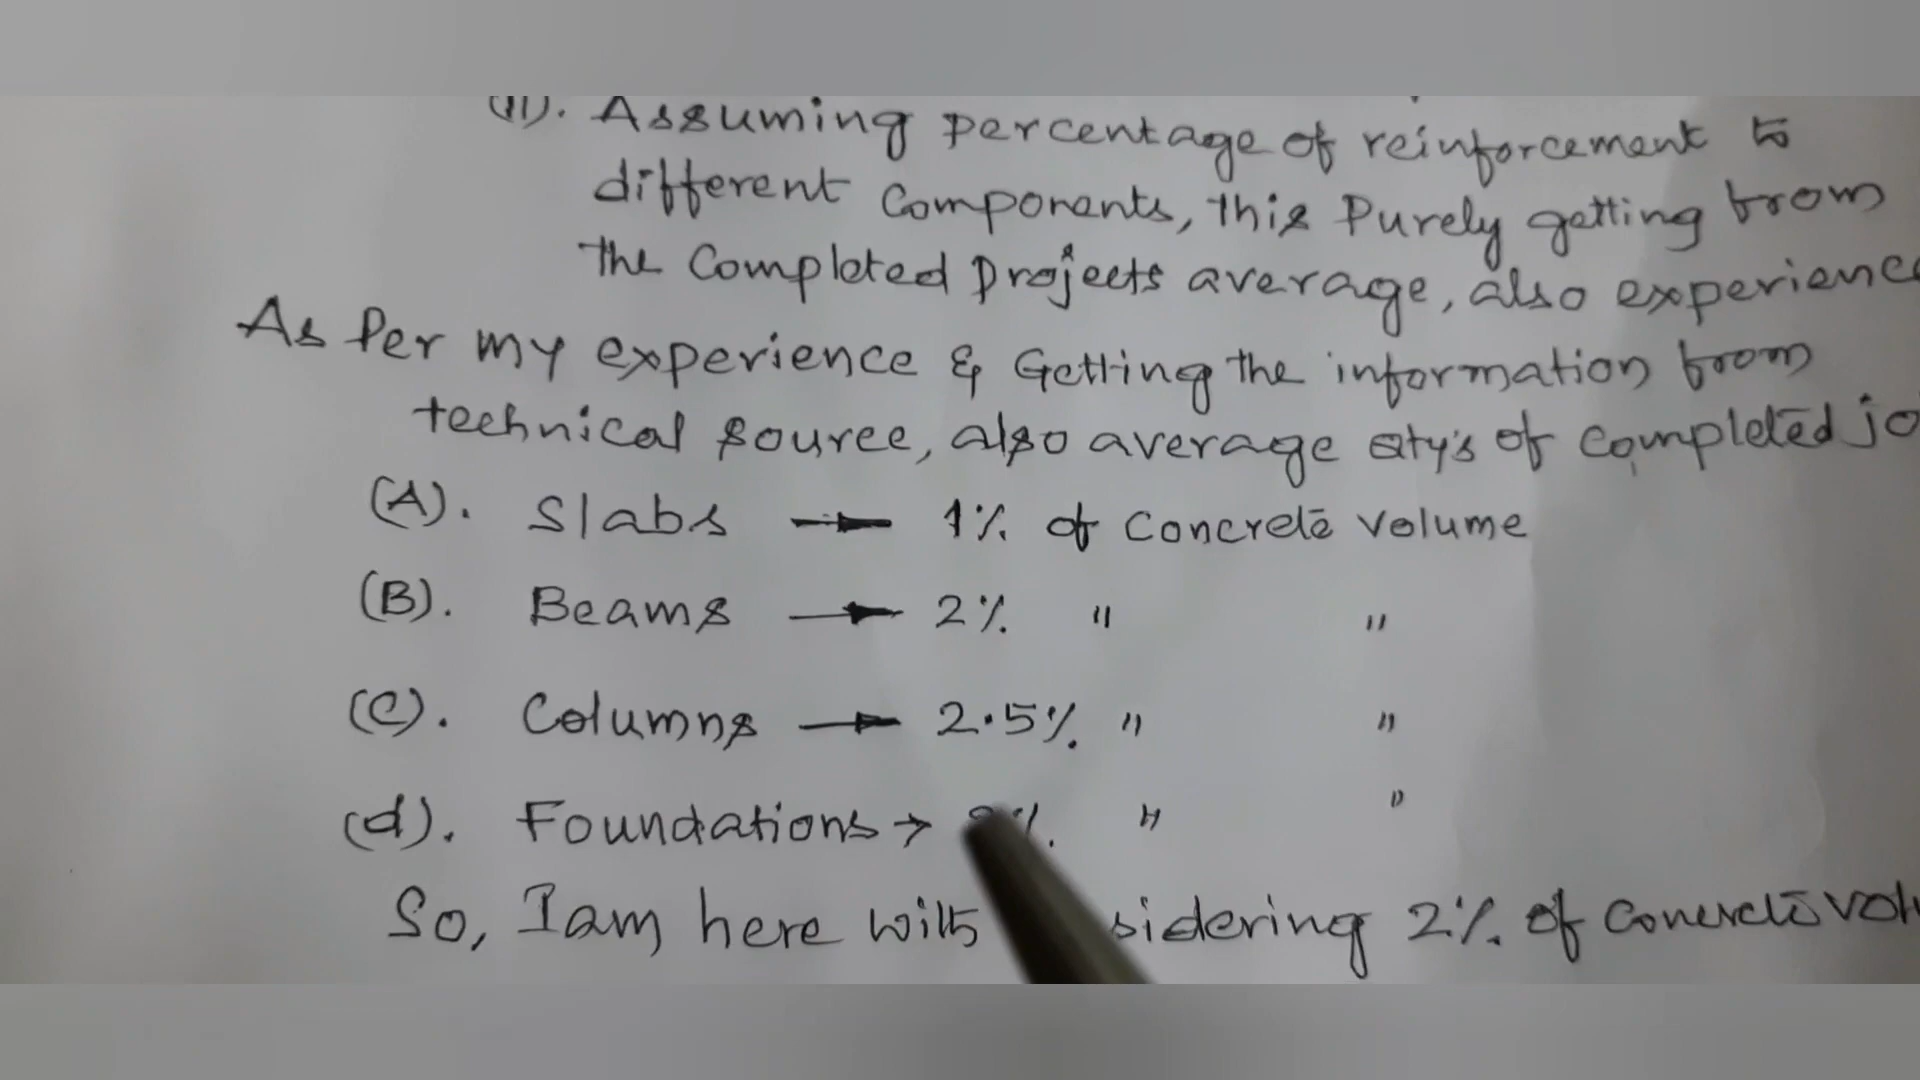 (II). Assuming percentage of reinforcement to
different Components, this Purely getting from
the Completed Projects average, also experience
As Per my experience & Getting the information from
technical source, also average Qty's of Completed jo
(A). Slabs → 1% of Concrete Volume
(B). Beams → 2% " "
(C). Columns → 2.5% " "
(d). Foundations → % " "
So, I am here with sidering 2% of Concrete Vol